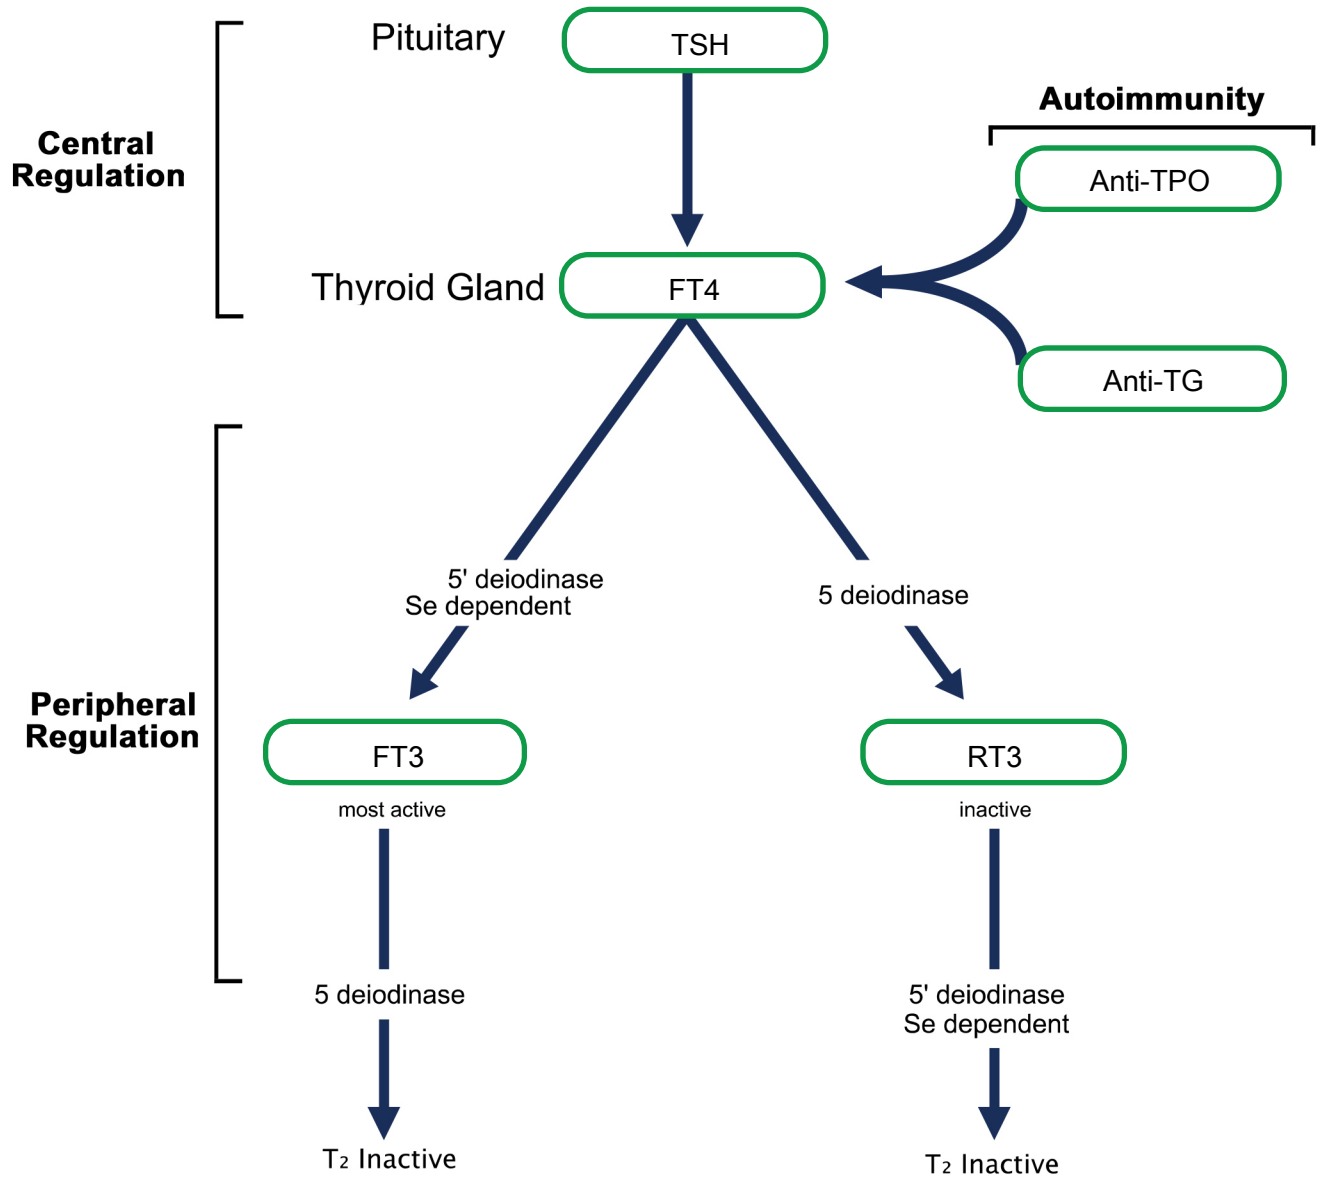 Pituitary
TSH
Autoimmunity
Central
Regulation
Anti-TPO
Thyroid Gland
FT4
Anti-TG
5' deiodinase
Se dependent
5 deiodinase
Peripheral
Regulation
FT3
RT3
most active
inactive
5 deiodinase
5' deiodinase
Se dependent
T₂ Inactive
T₂ Inactive